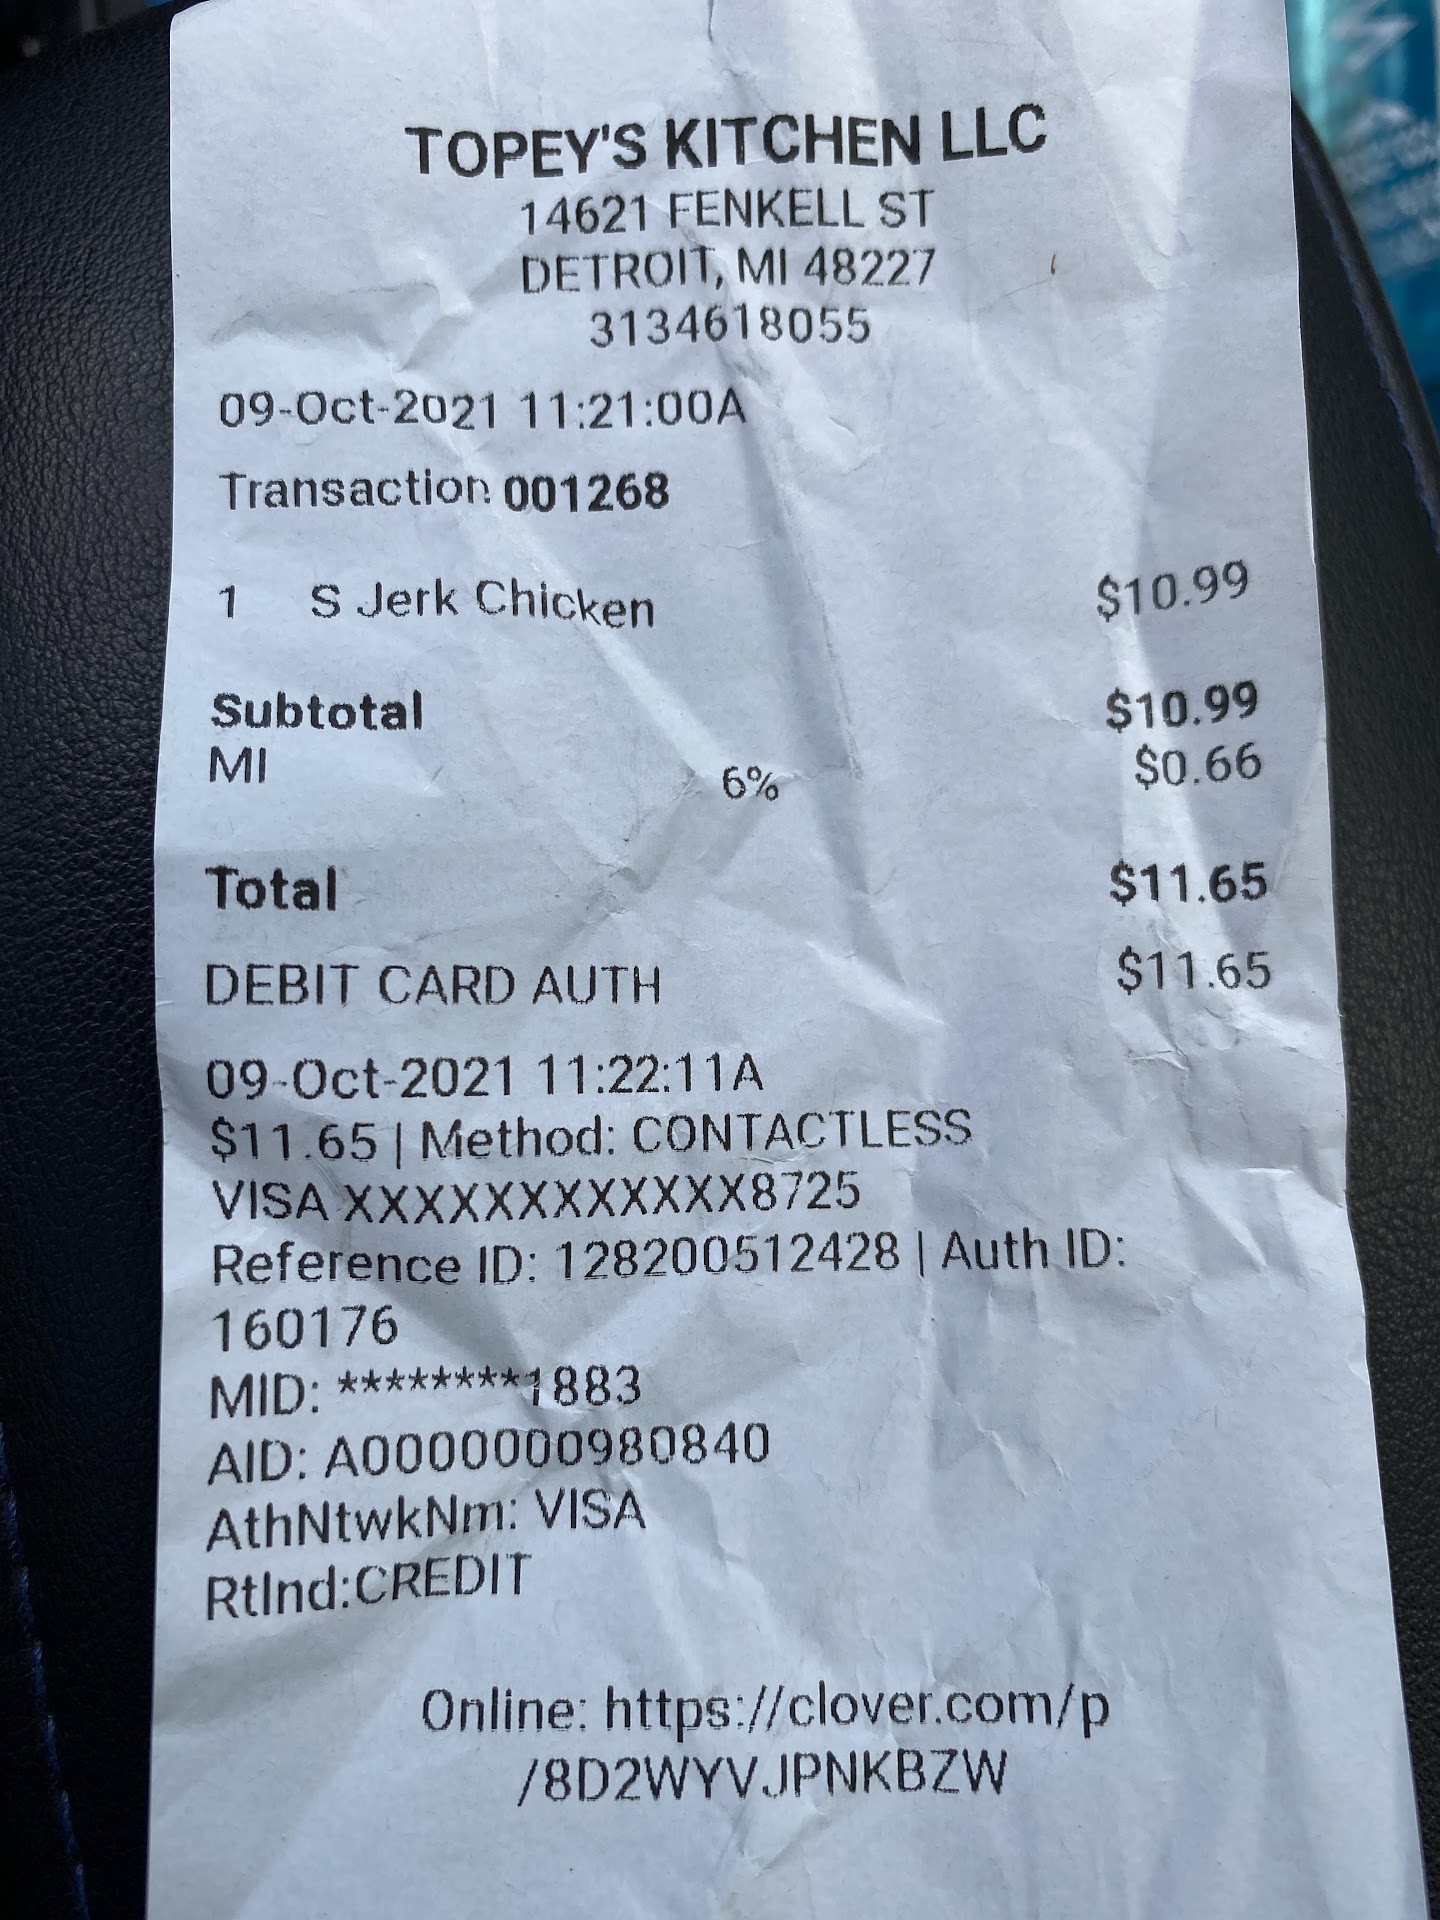 TOPEY'S KITCHEN LLC
14621 FENKELL ST
DETROIT, MI 48227
3134618055
09-Oct-2021 11:21:00A
Transaction 001268
1 S Jerk Chicken $10.99
Subtotal $10.99
MI 6% $0.66
Total $11.65
DEBIT CARD AUTH $11.65
09-Oct-2021 11:22:11A
$11.65 | Method: CONTACTLESS
VISA XXXXXXXXXXXX8725
Reference ID: 128200512428 | Auth ID:
160176
MID: ********1883
AID: A0000000980840
AthNtwkNm: VISA
RtInd:CREDIT
Online: https://clover.com/p
/8D2WYVJPNKBZW